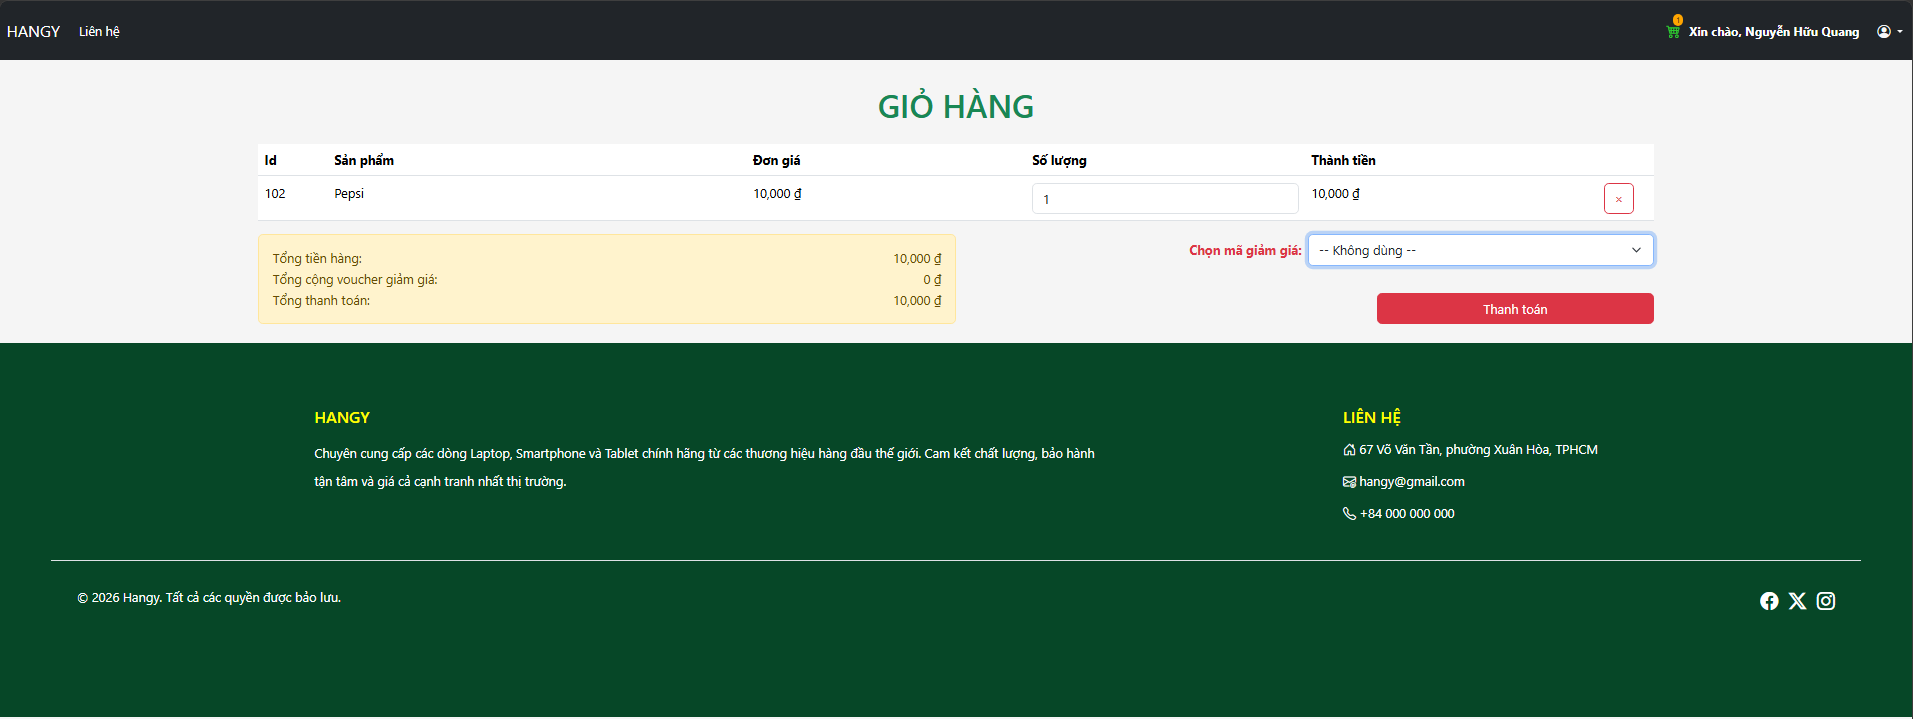 HANGY Liên hệ 1 Xin chào, Nguyễn Hữu Quang
GIỎ HÀNG
Id Sản phẩm Đơn giá Số lượng Thành tiền
102 Pepsi 10,000 ₫ 1 10,000 ₫ ×
Tổng tiền hàng: 10,000 ₫
Tổng cộng voucher giảm giá: 0 ₫
Tổng thanh toán: 10,000 ₫
Chọn mã giảm giá: -- Không dùng --
Thanh toán
HANGY
Chuyên cung cấp các dòng Laptop, Smartphone và Tablet chính hãng từ các thương hiệu hàng đầu thế giới. Cam kết chất lượng, bảo hành
tận tâm và giá cả cạnh tranh nhất thị trường.
LIÊN HỆ
67 Võ Văn Tần, phường Xuân Hòa, TPHCM
hangy@gmail.com
+84 000 000 000
© 2026 Hangy. Tất cả các quyền được bảo lưu.